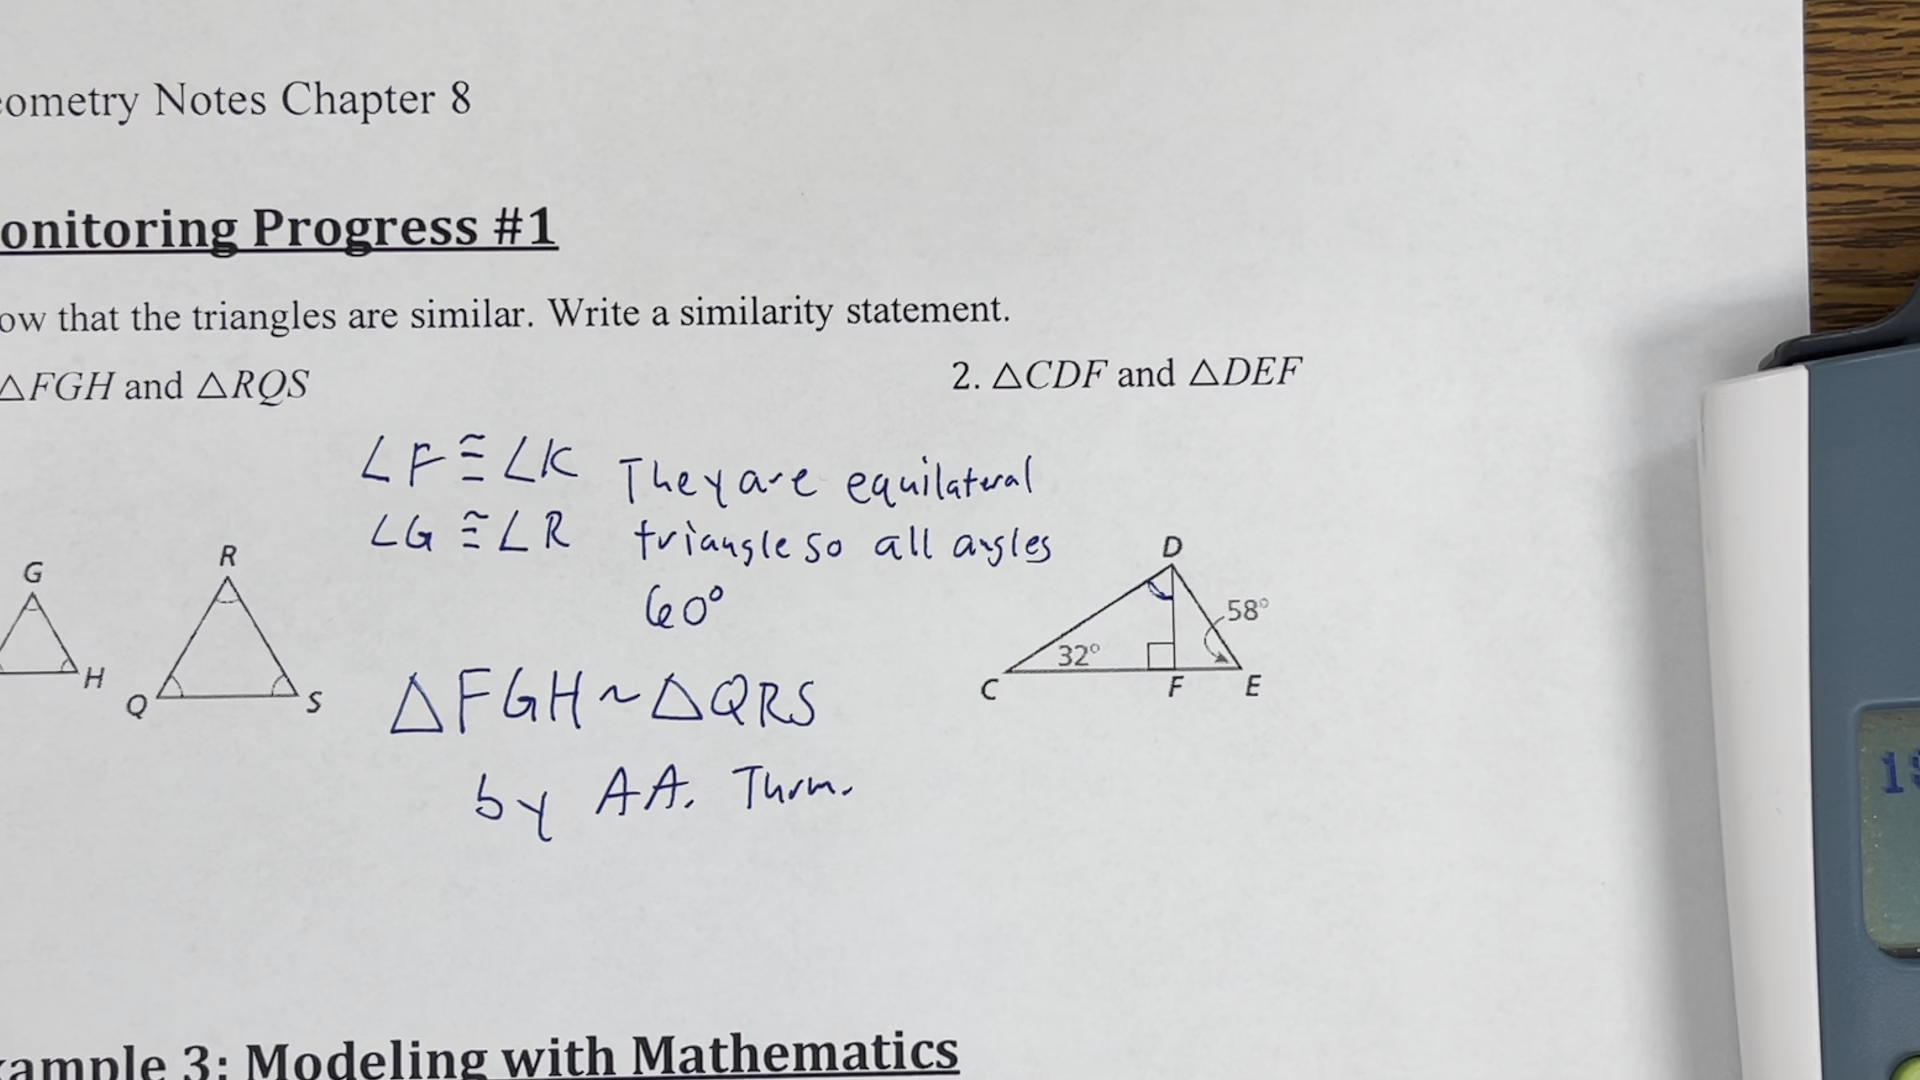 eometry Notes Chapter 8
onitoring Progress #1
ow that the triangles are similar. Write a similarity statement.
△FGH and △RQS
2. △CDF and △DEF
∠F ≅ ∠K They are equilateral
∠G ≅ ∠R triangle so all angles
60°
G
H
R
Q
S
D
58°
32°
C
F
E
△FGH ~ △QRS
by AA. Thrm.
xample 3: Modeling with Mathematics